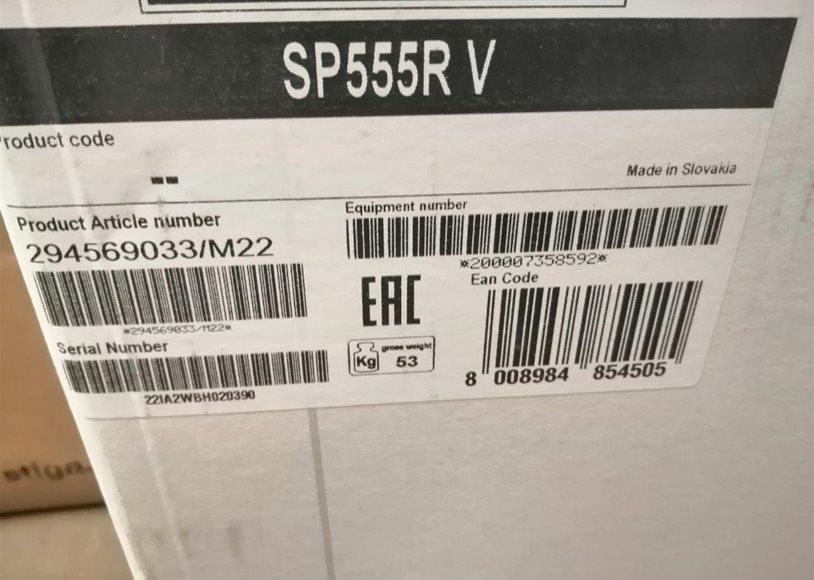 SP555R V
Product code
--
Made in Slovakia
Product Article number
294569033/M22
*294569033/M22*
Equipment number
*200007358592*
Serial Number
22IA2WBH020390
EAC
Kg
gross weight
53
Ean Code
8 008984 854505
stiga.